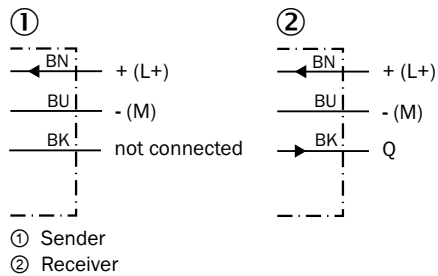 ① ②
BN + (L+) BN + (L+)
BU - (M) BU - (M)
BK not connected BK Q
① Sender
② Receiver